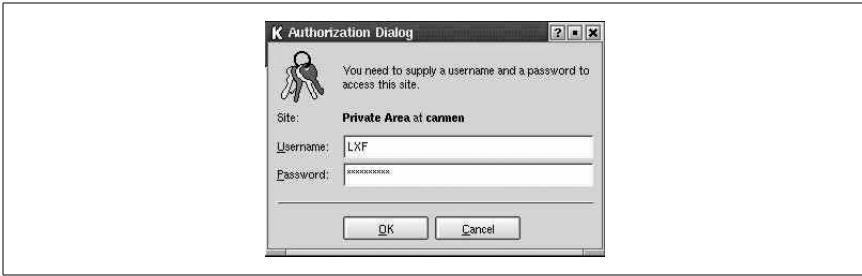 K Authorization Dialog
You need to supply a username and a password to
access this site.
Site: Private Area at carmen
Username: LXF
Password: **********
OK Cancel